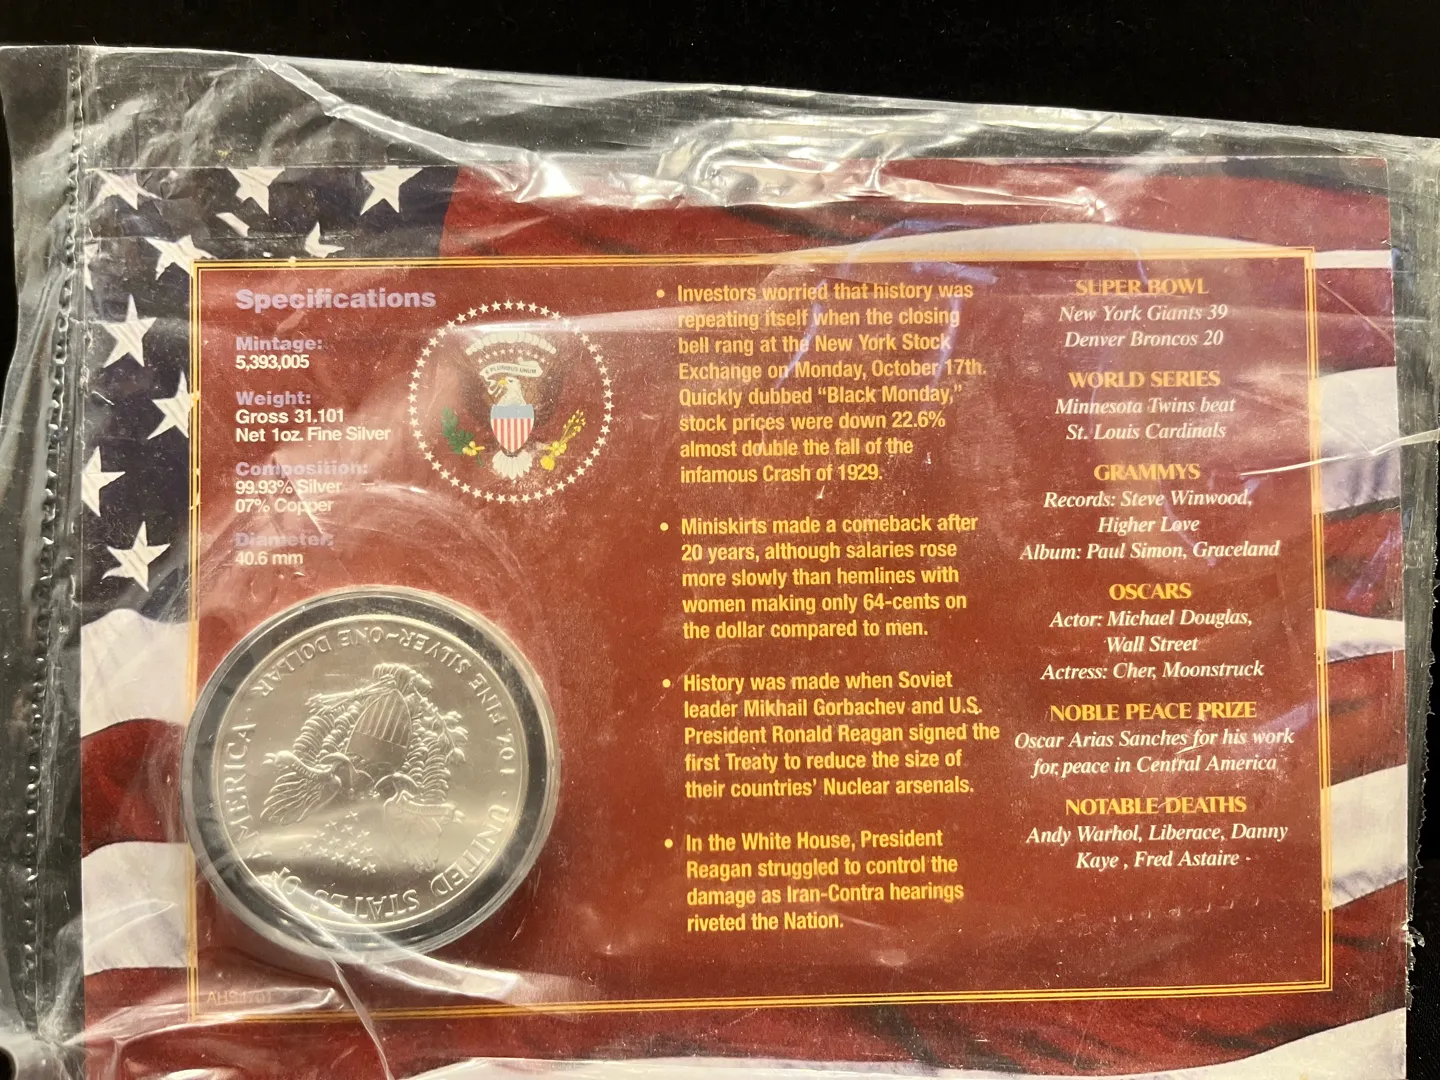 Specifications
Mintage:
5,393,005
Weight:
Gross 31.101
Net 1oz. Fine Silver
Composition:
99.93% Silver
07% Copper
Diameter:
40.6 mm
E PLURIBUS UNUM
UNITED STATES OF AMERICA · 1 OZ. FINE SILVER~ONE DOLLAR ·
• Investors worried that history was
repeating itself when the closing
bell rang at the New York Stock
Exchange on Monday, October 17th.
Quickly dubbed “Black Monday,”
stock prices were down 22.6%
almost double the fall of the
infamous Crash of 1929.
• Miniskirts made a comeback after
20 years, although salaries rose
more slowly than hemlines with
women making only 64-cents on
the dollar compared to men.
• History was made when Soviet
leader Mikhail Gorbachev and U.S.
President Ronald Reagan signed the
first Treaty to reduce the size of
their countries’ Nuclear arsenals.
• In the White House, President
Reagan struggled to control the
damage as Iran-Contra hearings
riveted the Nation.
SUPER BOWL
New York Giants 39
Denver Broncos 20
WORLD SERIES
Minnesota Twins beat
St. Louis Cardinals
GRAMMYS
Records: Steve Winwood,
Higher Love
Album: Paul Simon, Graceland
OSCARS
Actor: Michael Douglas,
Wall Street
Actress: Cher, Moonstruck
NOBLE PEACE PRIZE
Oscar Arias Sanches for his work
for peace in Central America
NOTABLE DEATHS
Andy Warhol, Liberace, Danny
Kaye , Fred Astaire